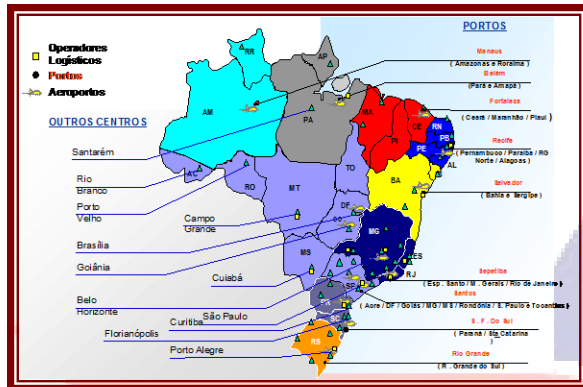 PORTOS
Operadores
Logísticos
Portos
Aeroportos
OUTROS CENTROS
Manaus
( Amazonas e Roraima )
Belém
(Pará e Amapá)
Fortaleza
( Ceará / Maranhão / Piauí )
Recife
( Pernambuco / Paraíba / RG
Norte / Alagoas )
Salvador
( Bahia e Sergipe )
Sepetiba
( Esp. Santo / M. Gerais / Rio de Janeiro )
Santos
( Acre / DF / Goiás / MG / MS / Rondônia / S. Paulo e Tocantins )
S. F. Do Sul
( Paraná / Sta Catarina
)
Rio Grande
( R . Grande do Sul )
Santarém
Rio
Branco
Porto
Velho
Campo
Grande
Brasília
Goiânia
Cuiabá
Belo
Horizonte
São Paulo
Curitiba
Florianópolis
Porto Alegre
RR
AP
AM
PA
MA
CE
RN
PB
PE
PI
AL
AC
RO
TO
BA
MT
DF
GO
MG
ES
MS
SP
RJ
PR
SC
RS